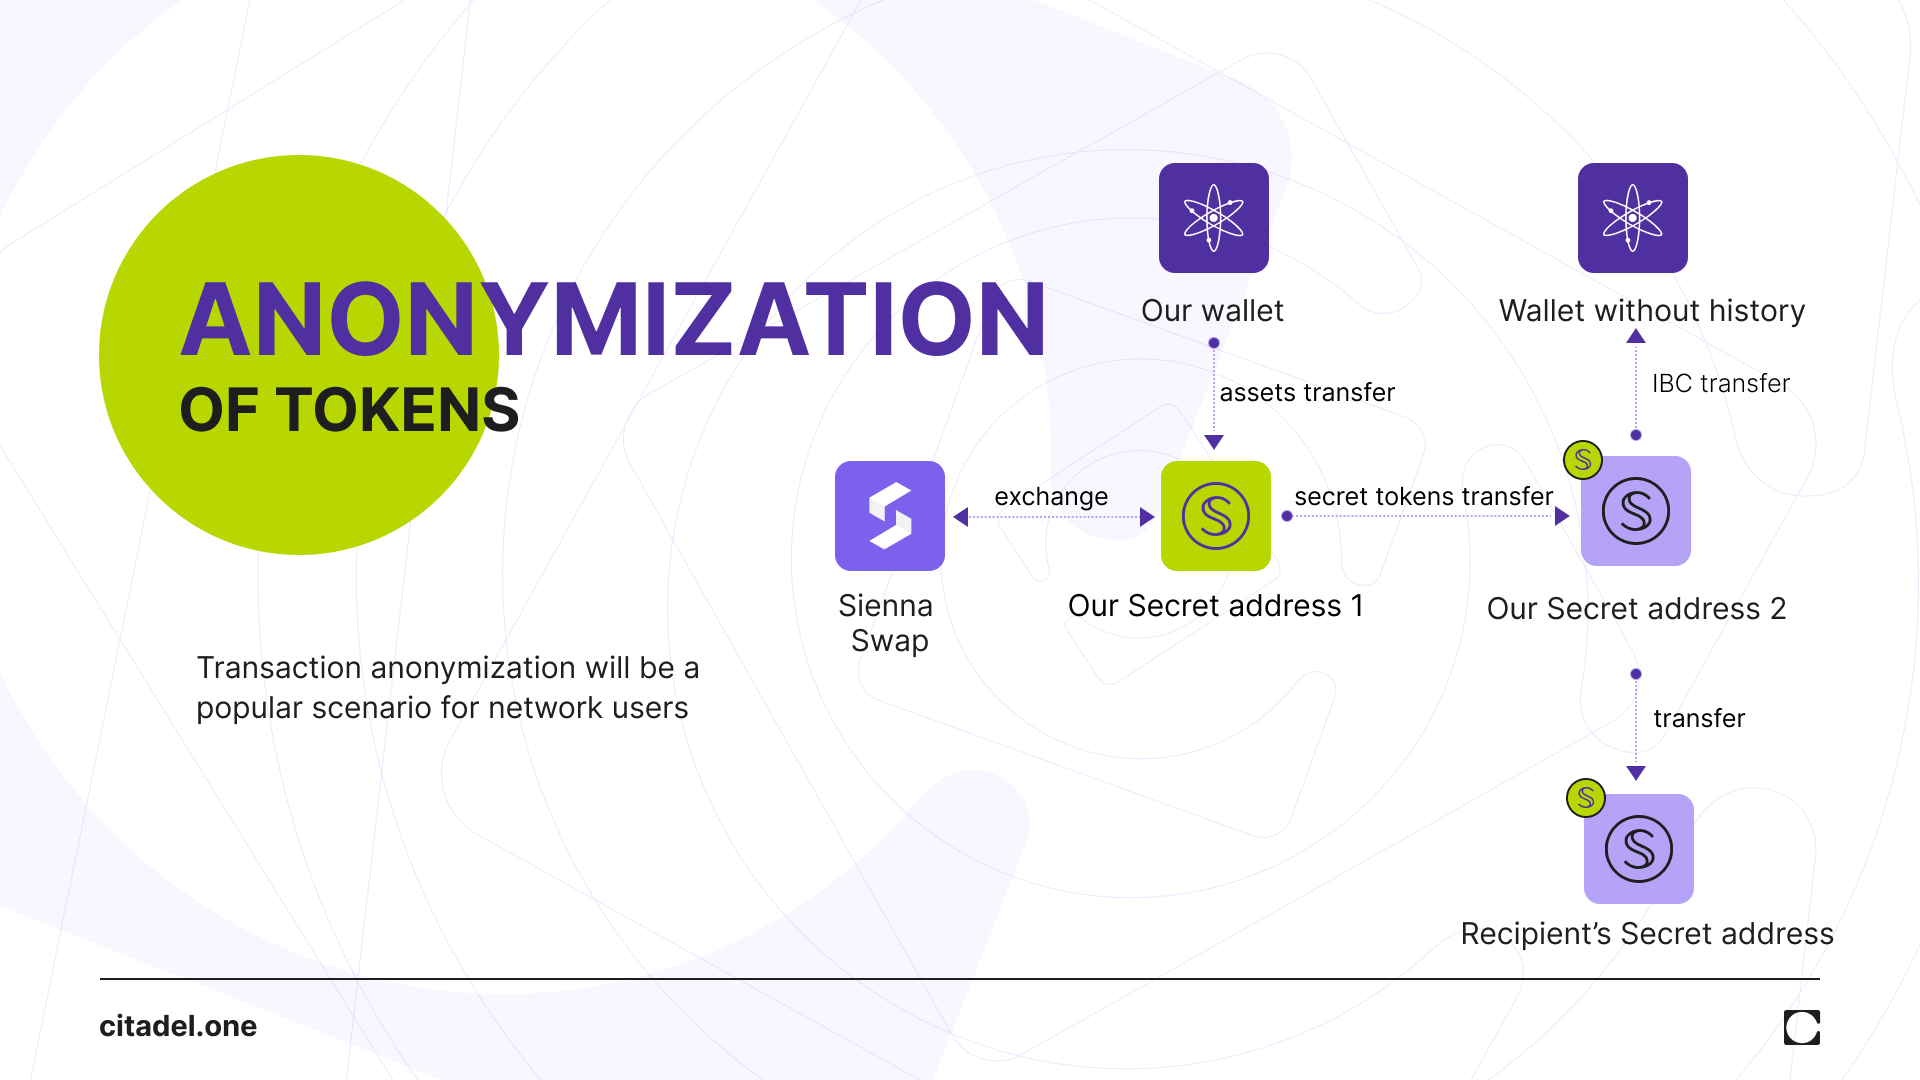 ANONYMIZATION
OF TOKENS
Transaction anonymization will be a
popular scenario for network users
Our wallet
Wallet without history
assets transfer
IBC transfer
exchange
secret tokens transfer
Sienna
Swap
Our Secret address 1
Our Secret address 2
transfer
Recipient’s Secret address
citadel.one